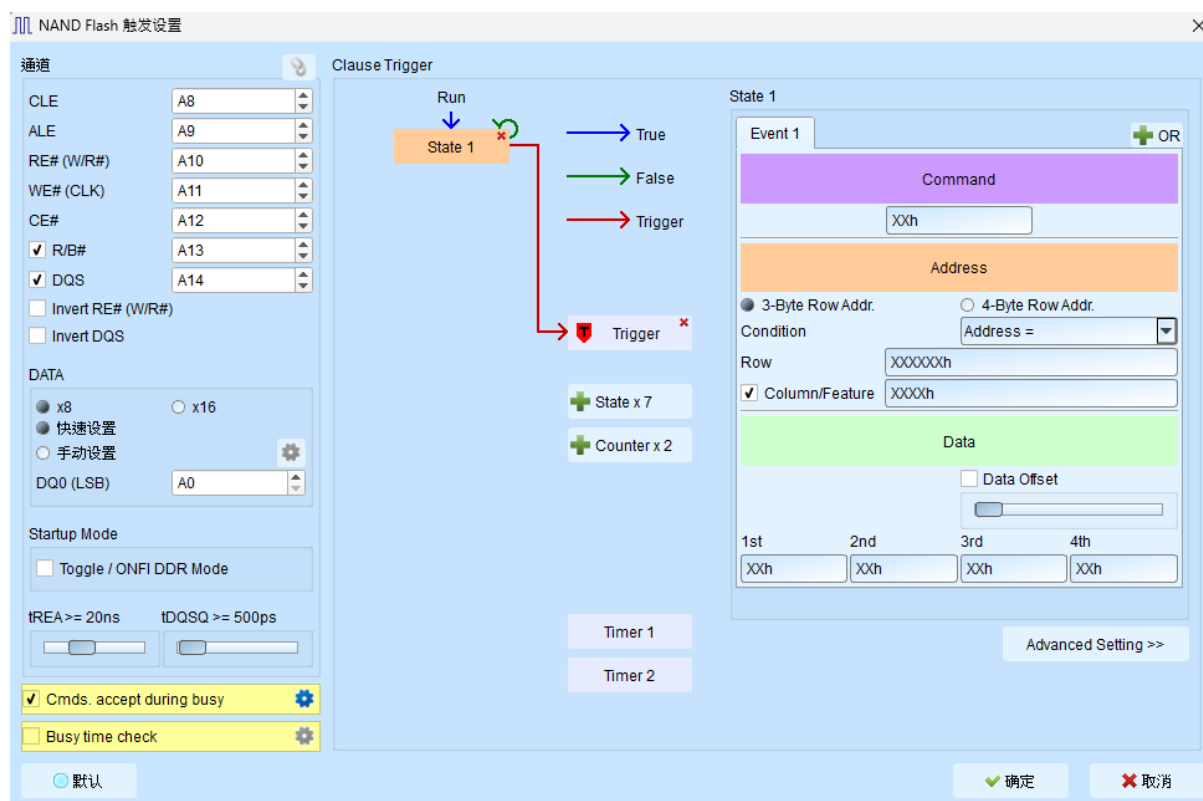 NAND Flash 触发设置
通道
CLE A8
ALE A9
RE# (W/R#) A10
WE# (CLK) A11
CE# A12
R/B# A13
DQS A14
Invert RE# (W/R#)
Invert DQS
DATA
x8 x16
快速设置
手动设置
DQ0 (LSB) A0
Startup Mode
Toggle / ONFI DDR Mode
tREA>= 20ns tDQSQ >= 500ps
Cmds. accept during busy
Busy time check
默认
Clause Trigger
Run
State 1
True
False
Trigger
T Trigger
State x 7
Counter x 2
Timer 1
Timer 2
State 1
Event 1 OR
Command
XXh
Address
3-Byte Row Addr. 4-Byte Row Addr.
Condition Address =
Row XXXXXXh
Column/Feature XXXXh
Data
Data Offset
1st 2nd 3rd 4th
XXh XXh XXh XXh
Advanced Setting >>
确定 取消